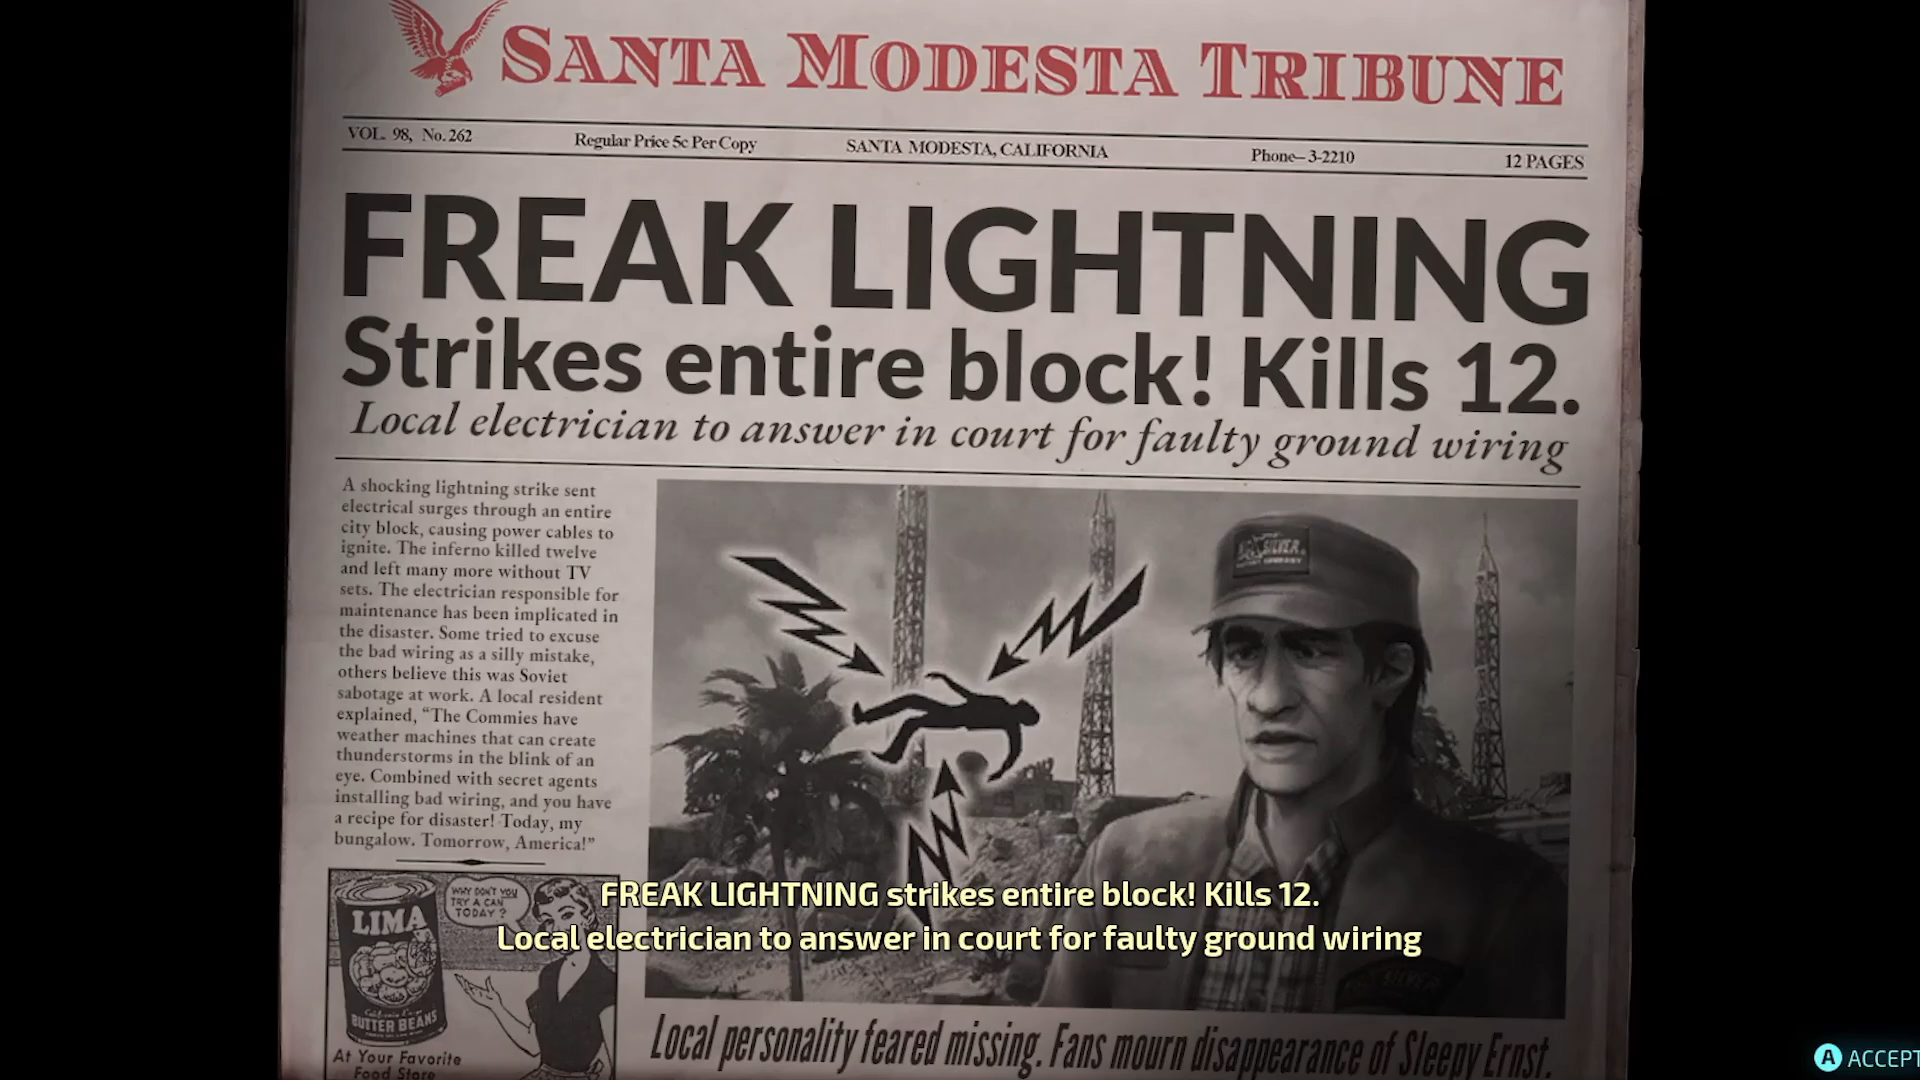 SANTA MODESTA TRIBUNE
VOL. 98, No. 262 Regular Price 5c Per Copy SANTA MODESTA, CALIFORNIA Phone–3-2210 12 PAGES
FREAK LIGHTNING
Strikes entire block! Kills 12.
Local electrician to answer in court for faulty ground wiring
A shocking lightning strike sent
electrical surges through an entire
city block, causing power cables to
ignite. The inferno killed twelve
and left many more without TV
sets. The electrician responsible for
maintenance has been implicated in
the disaster. Some tried to excuse
the bad wiring as a silly mistake,
others believe this was Soviet
sabotage at work. A local resident
explained, “The Commies have
weather machines that can create
thunderstorms in the blink of an
eye. Combined with secret agents
installing bad wiring, and you have
a recipe for disaster! Today, my
bungalow. Tomorrow, America!”
WHY DON'T YOU
TRY A CAN
TODAY?
LIMA
BUTTER BEANS
At Your Favorite
Food Store
FREAK LIGHTNING strikes entire block! Kills 12.
Local electrician to answer in court for faulty ground wiring
Local personality feared missing. Fans mourn disappearance of Sleepy Ernst.
A ACCEPT